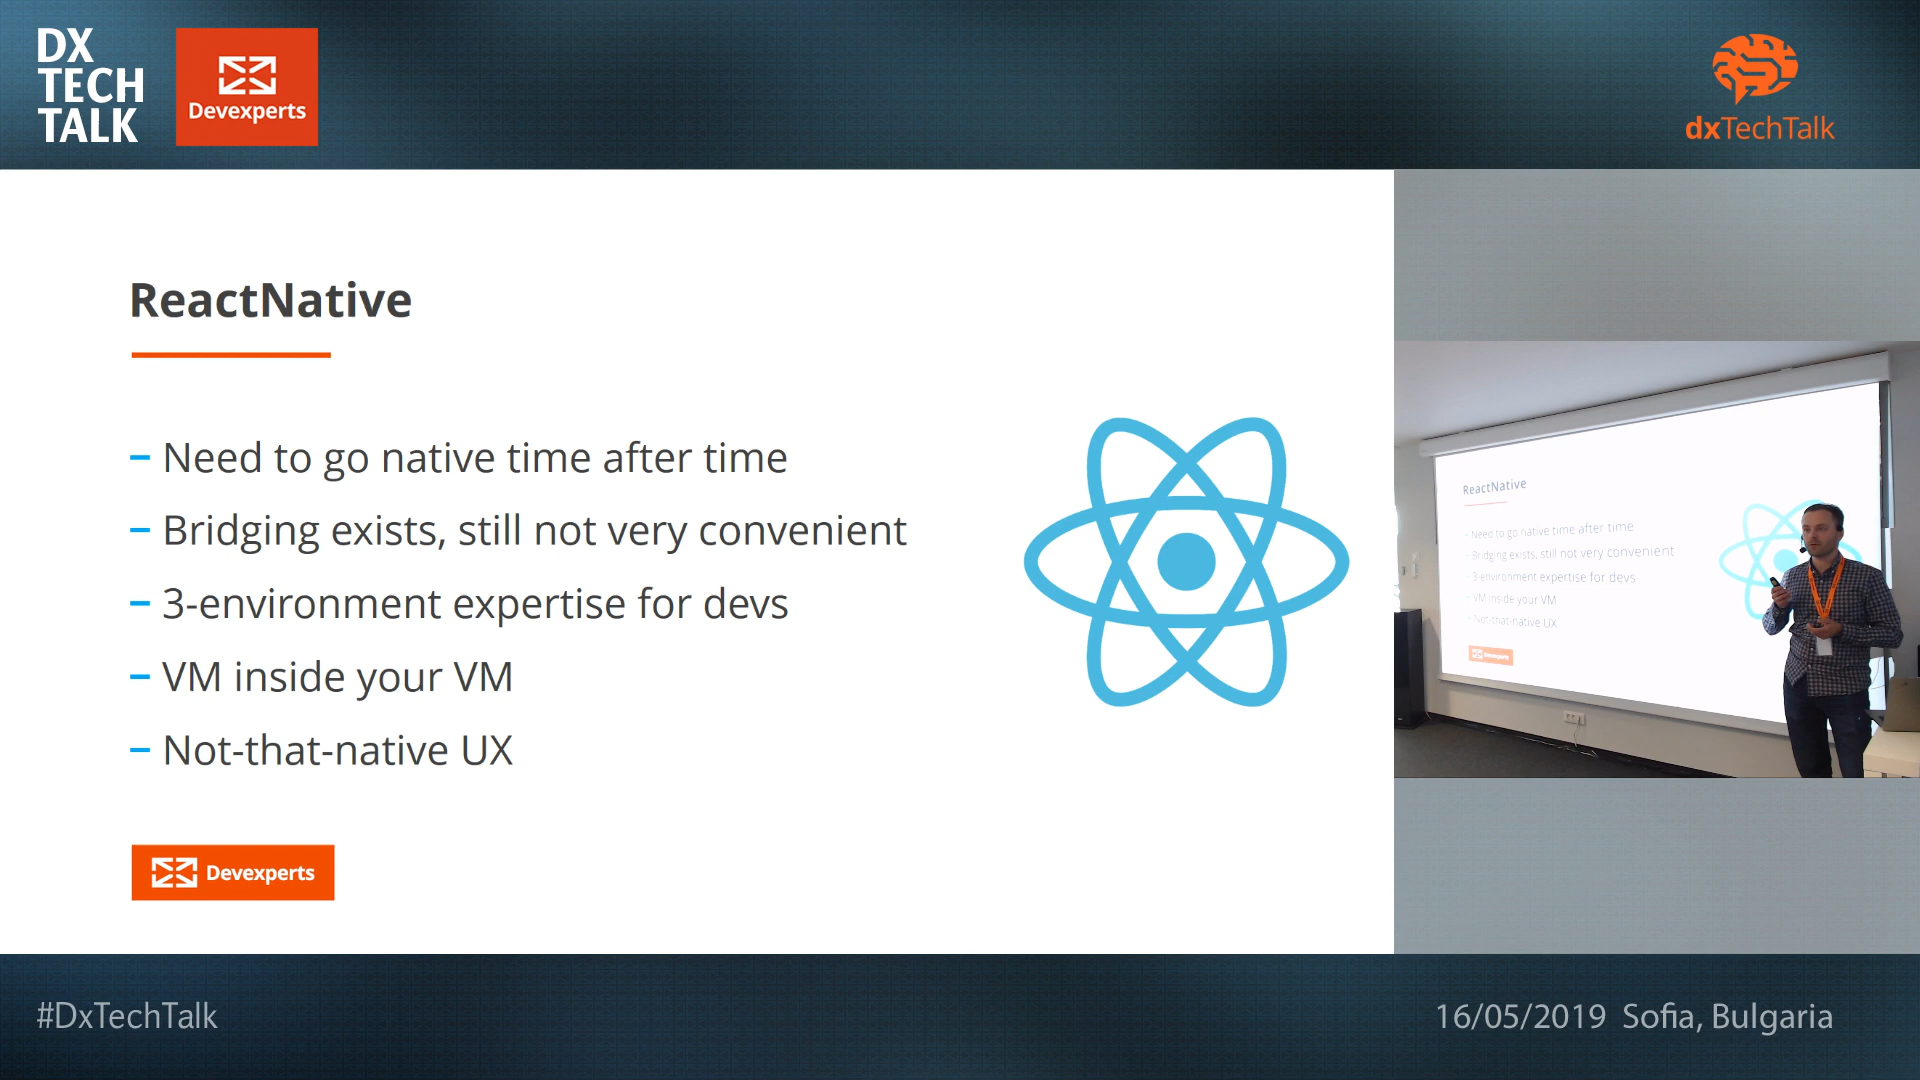 DX
TECH
TALK
Devexperts
dxTechTalk
ReactNative
– Need to go native time after time
– Bridging exists, still not very convenient
– 3-environment expertise for devs
– VM inside your VM
– Not-that-native UX
Devexperts
ReactNative
- Need to go native time after time
- Bridging exists, still not very convenient
- 3-environment expertise for devs
- VM inside your VM
- Not-that-native UX
Devexperts
#DxTechTalk
16/05/2019 Sofia, Bulgaria